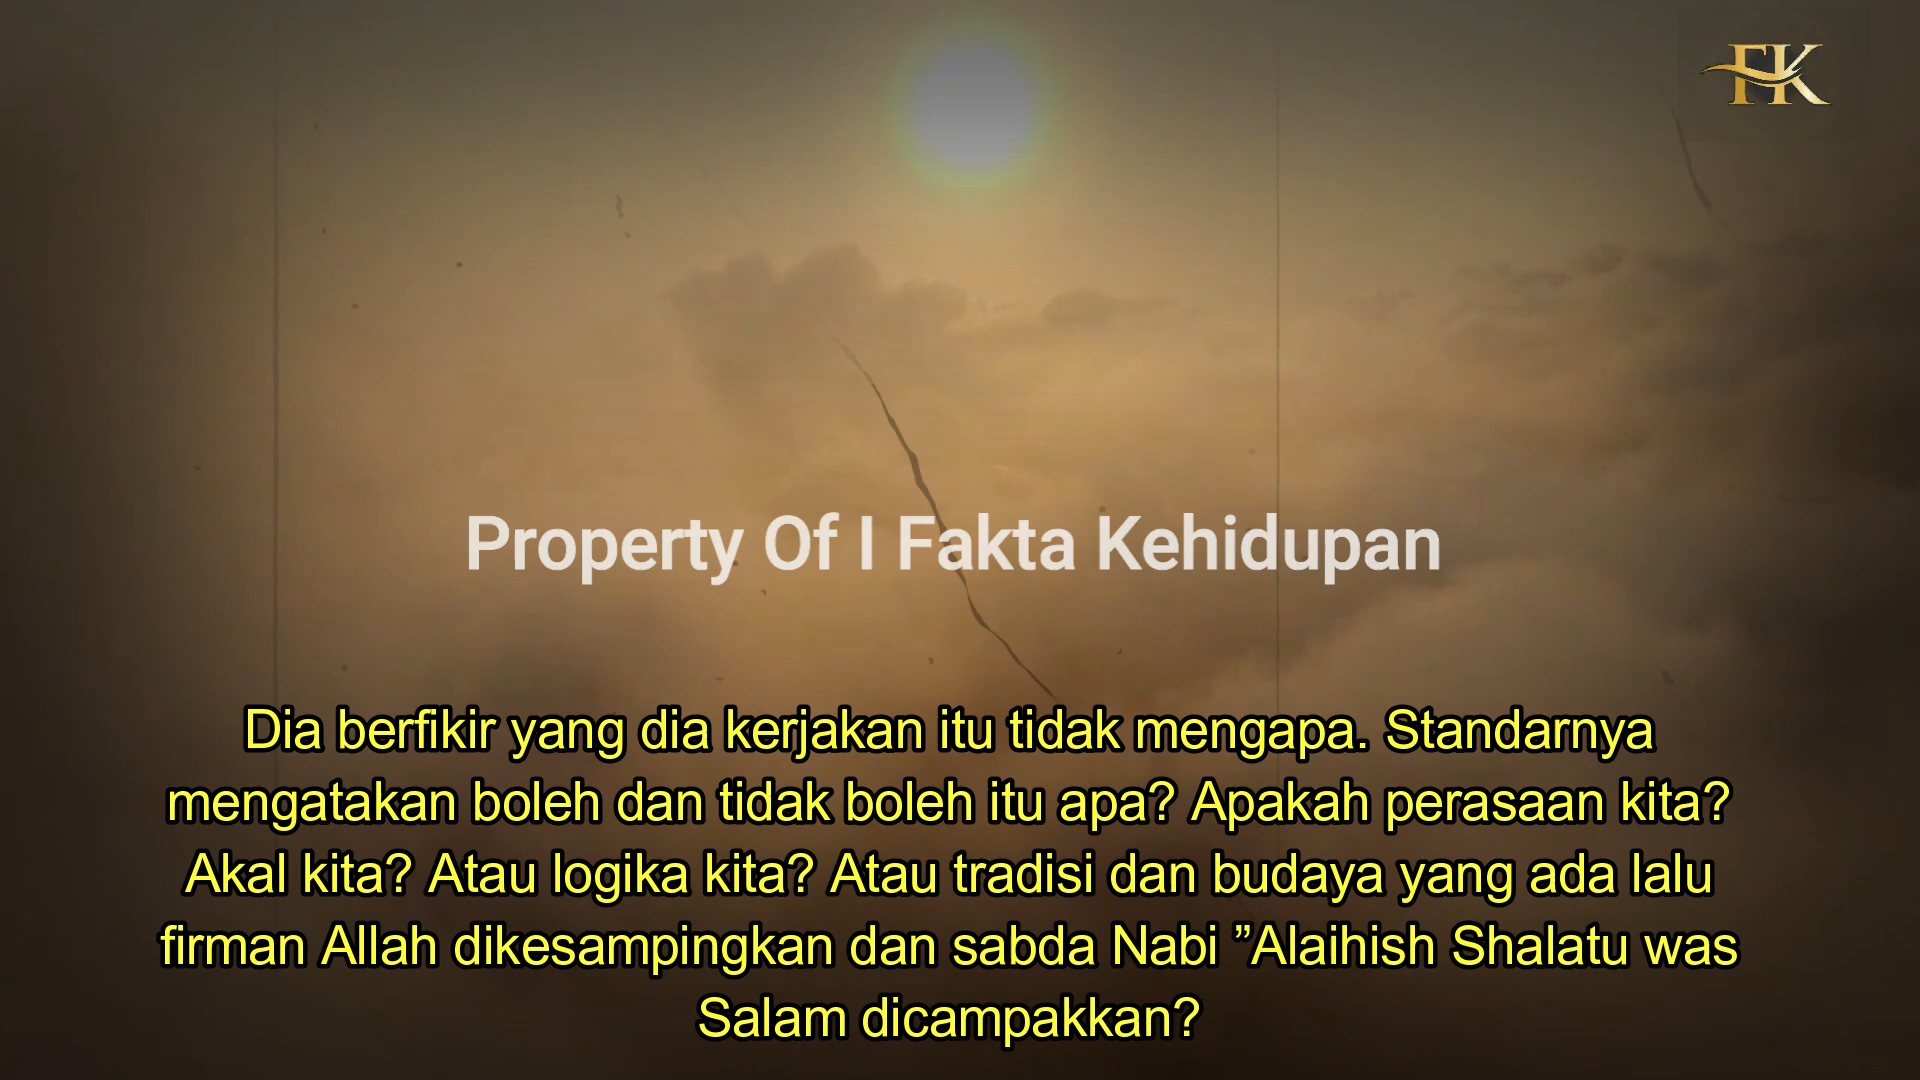 FK
Property Of I Fakta Kehidupan
Dia berfikir yang dia kerjakan itu tidak mengapa. Standarnya
mengatakan boleh dan tidak boleh itu apa? Apakah perasaan kita?
Akal kita? Atau logika kita? Atau tradisi dan budaya yang ada lalu
firman Allah dikesampingkan dan sabda Nabi ”Alaihish Shalatu was
Salam dicampakkan?